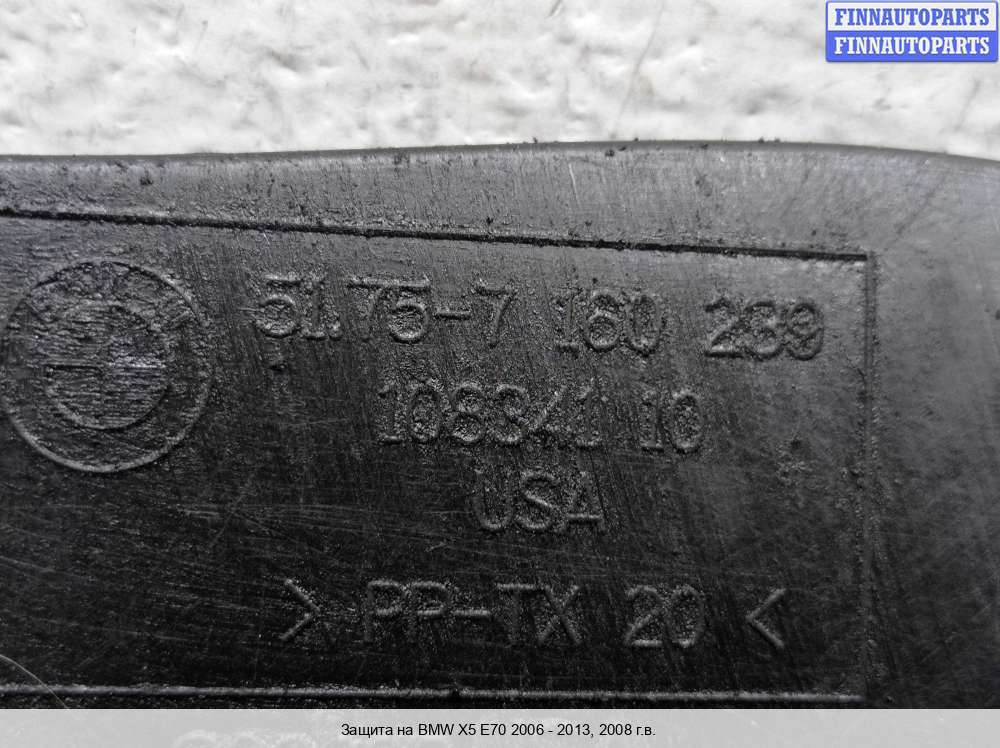 FINNAUTOPARTS
FINNAUTOPARTS
51.75-7 160 239
108341 10
USA
> PP-TX 20 <
Защита на BMW X5 E70 2006 - 2013, 2008 г.в.